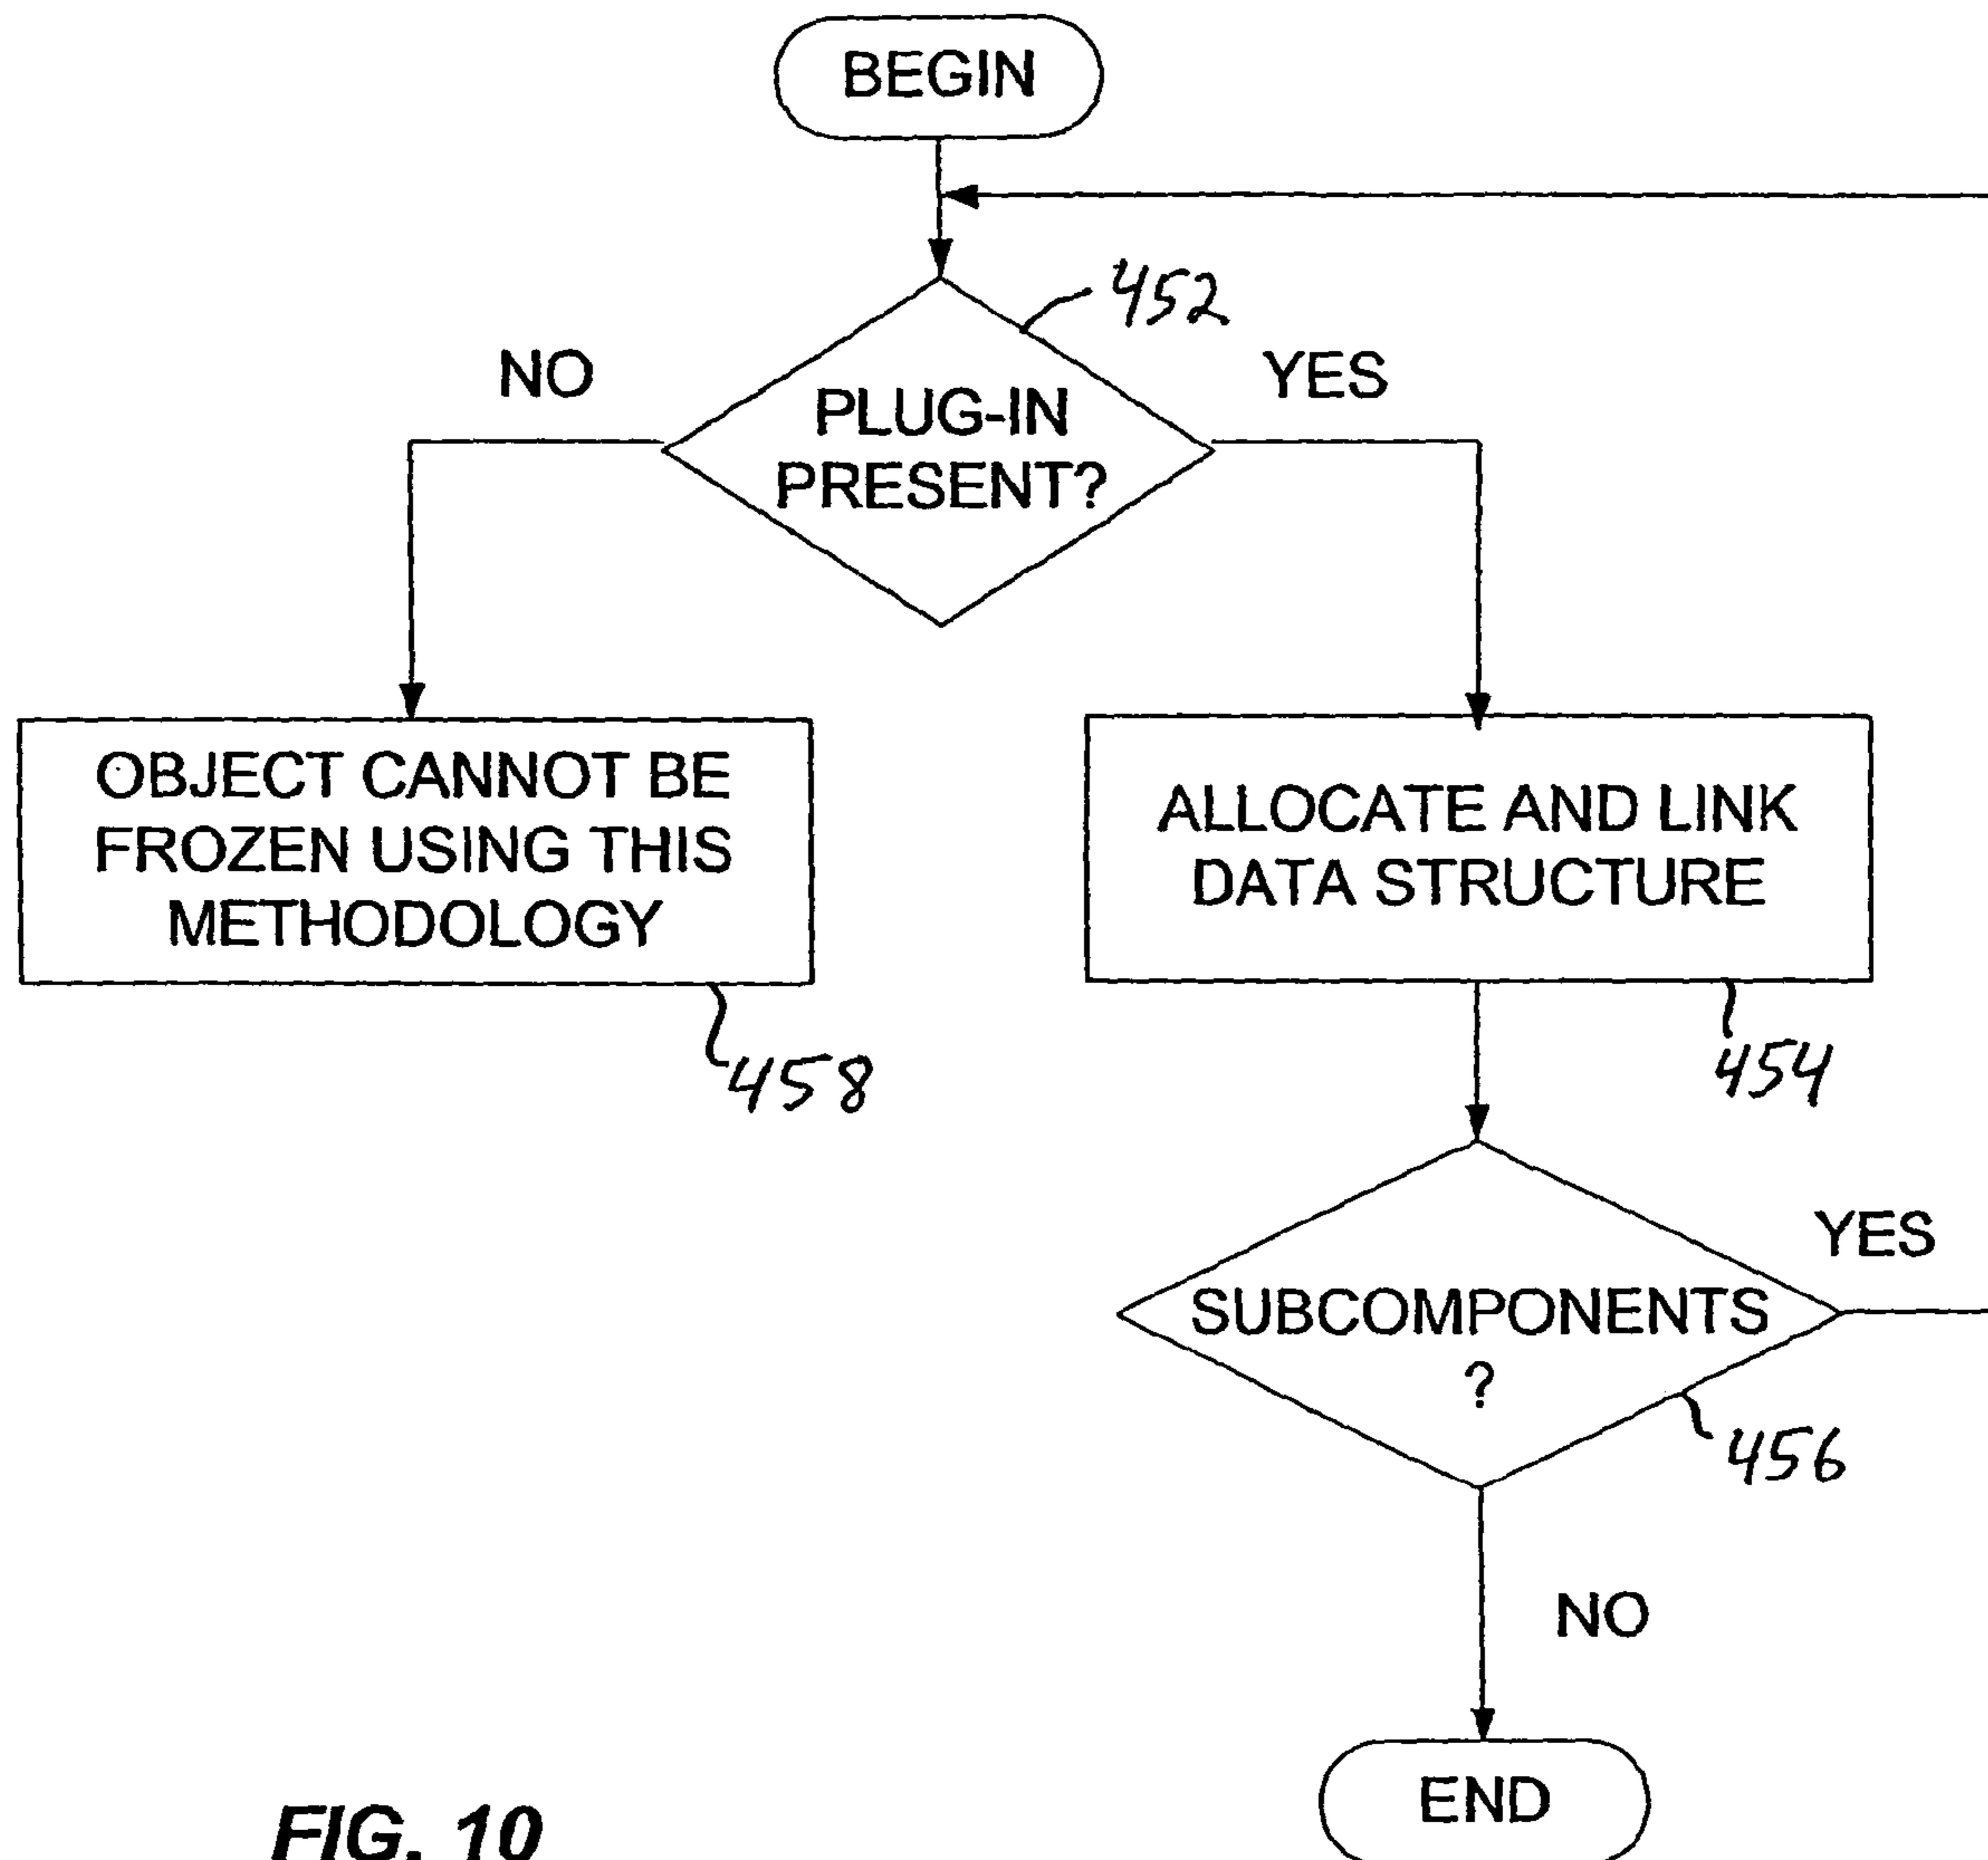 BEGIN
452
NO
YES
PLUG-IN
PRESENT?
OBJECT CANNOT BE
FROZEN USING THIS
METHODOLOGY
458
ALLOCATE AND LINK
DATA STRUCTURE
454
YES
SUBCOMPONENTS
?
456
NO
END
FIG. 10